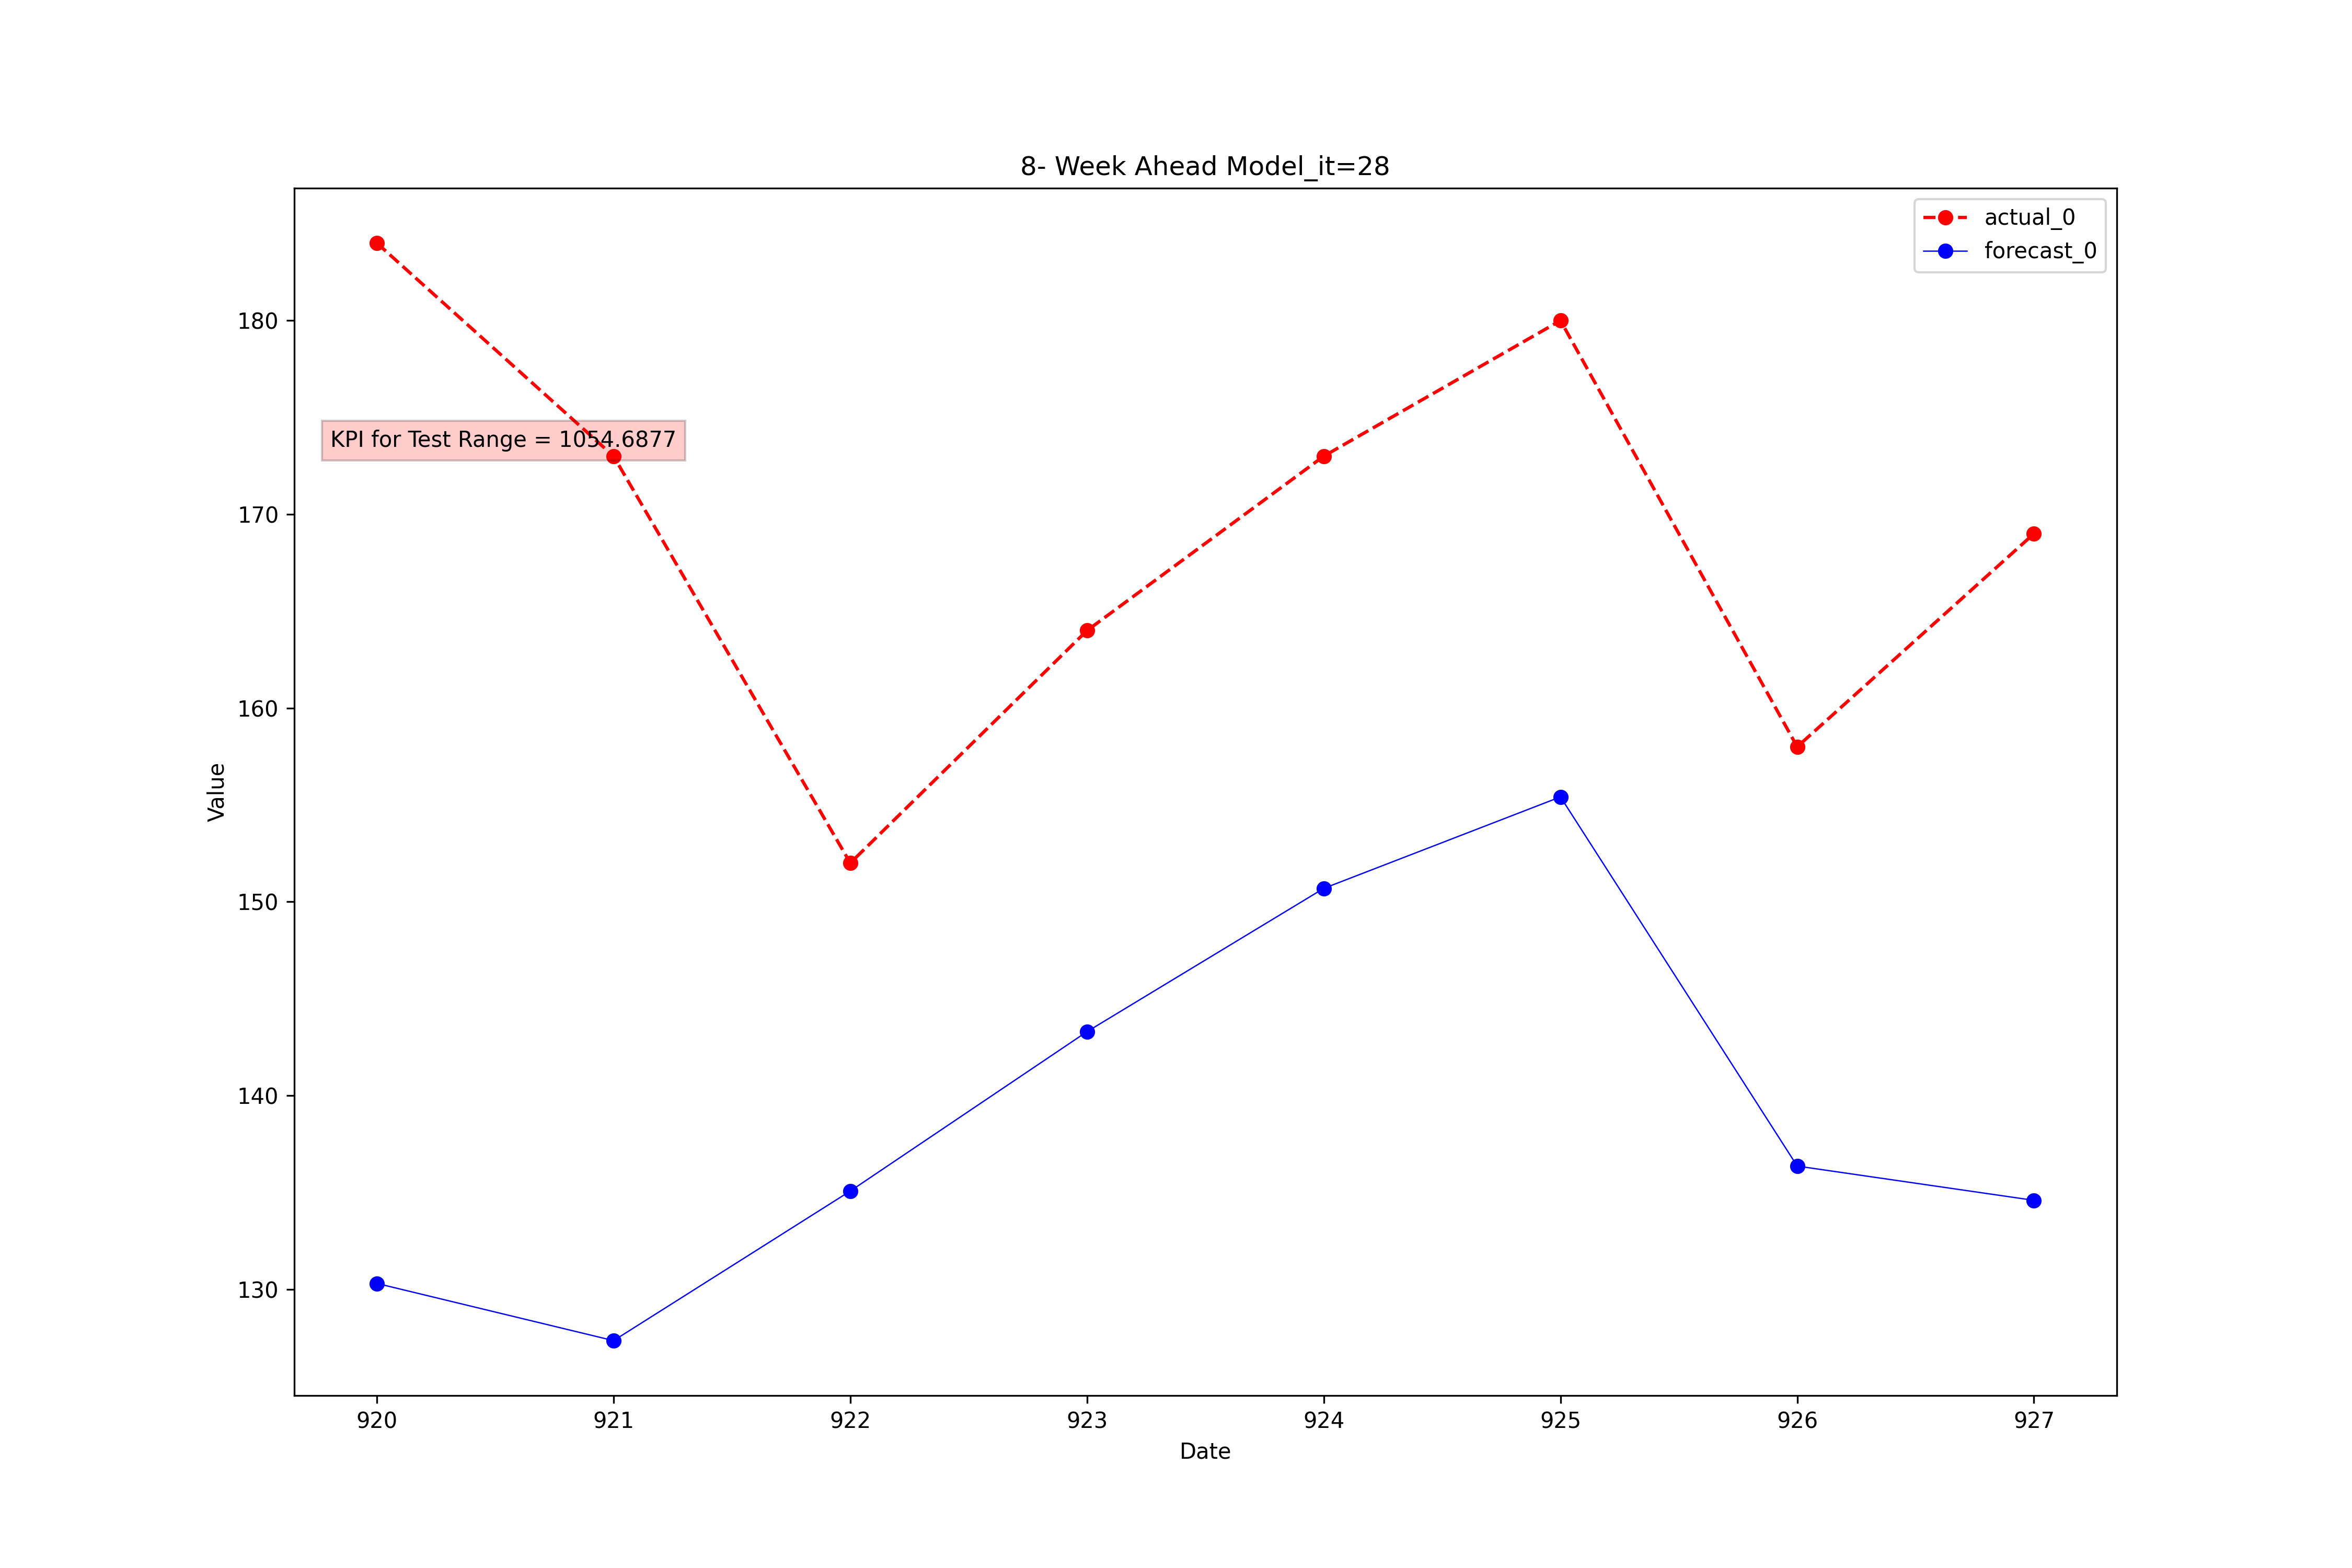 8- Week Ahead Model_it=28
actual_0
forecast_0
KPI for Test Range = 1054.6877
Value
180
170
160
150
140
130
920 921 922 923 924 925 926 927
Date